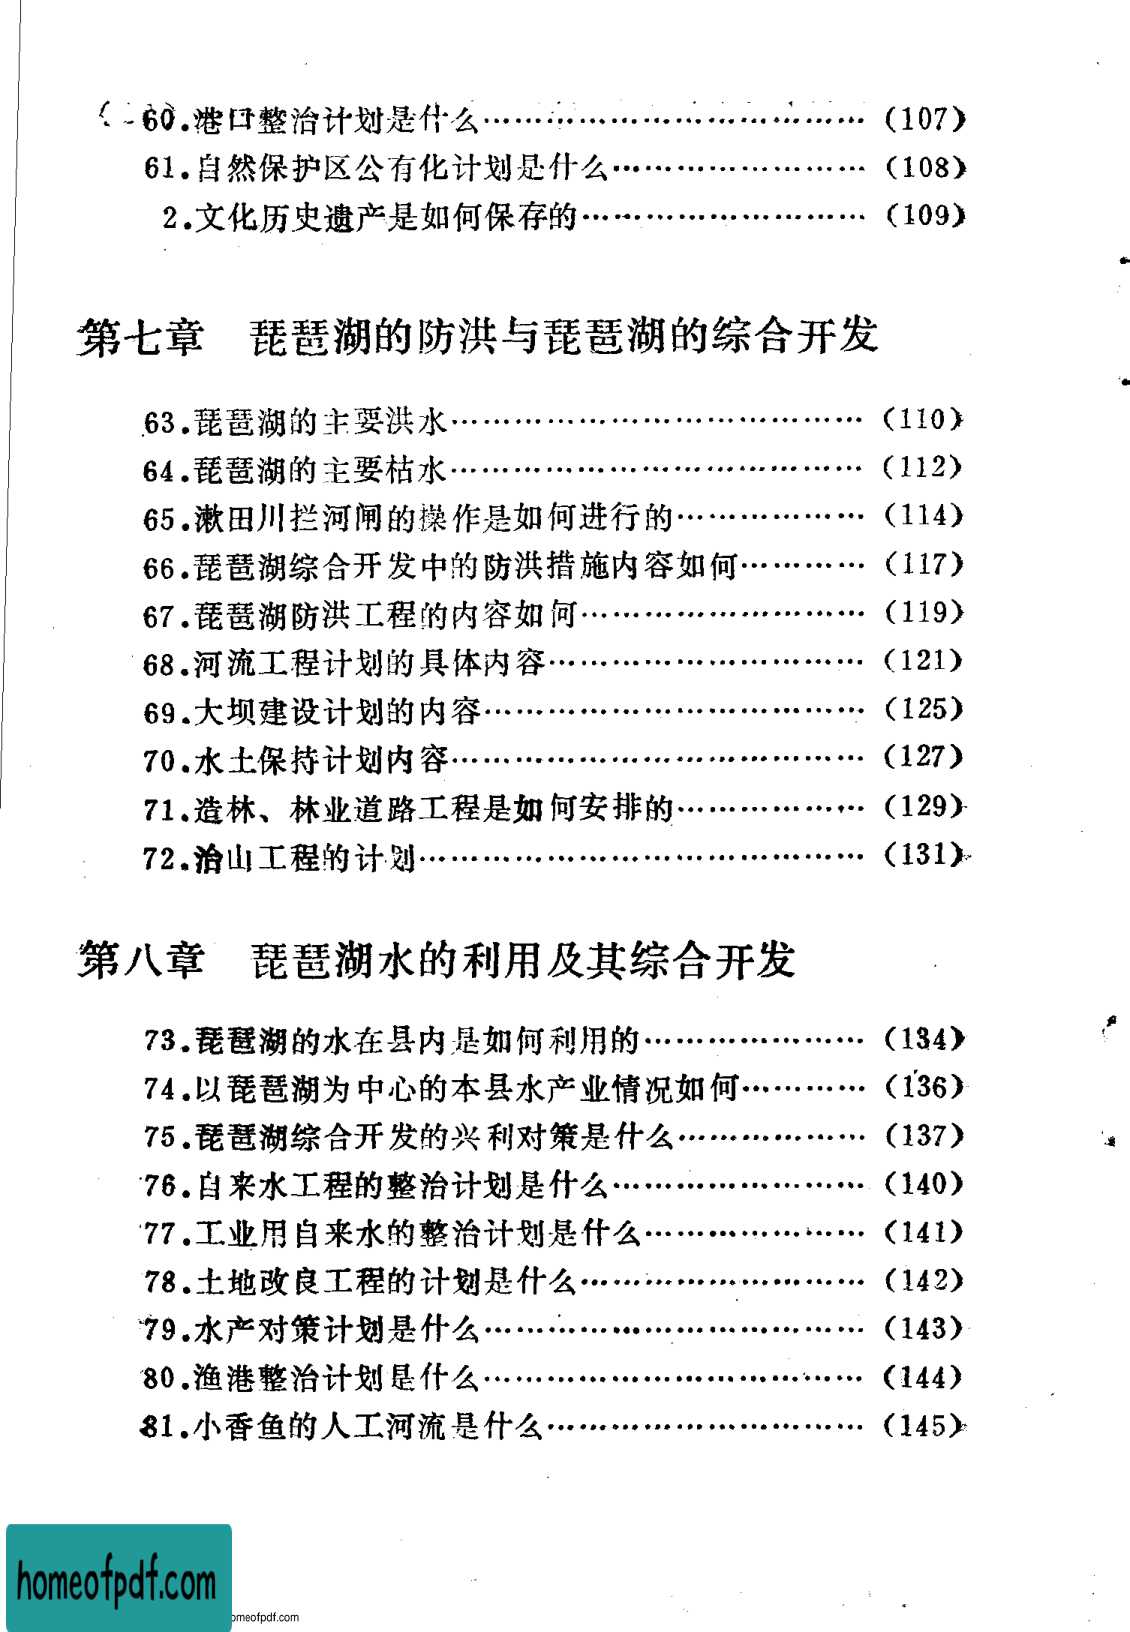 60.港口整治计划是什么…………………………………(107)
61.自然保护区公有化计划是什么……………………(108)
2.文化历史遗产是如何保存的………………………(109)
第七章 琵琶湖的防洪与琵琶湖的综合开发
63.琵琶湖的主要洪水…………………………………(110)
64.琵琶湖的主要枯水…………………………………(112)
65.漱田川拦河闸的操作是如何进行的………………(114)
66.琵琶湖综合开发中的防洪措施内容如何…………(117)
67.琵琶湖防洪工程的内容如何………………………(119)
68.河流工程计划的具体内容…………………………(121)
69.大坝建设计划的内容………………………………(125)
70.水土保持计划内容…………………………………(127)
71.造林、林业道路工程是如何安排的………………(129)
72.治山工程的计划……………………………………(131)
第八章 琵琶湖水的利用及其综合开发
73.琵琶湖的水在县内是如何利用的…………………(134)
74.以琵琶湖为中心的本县水产业情况如何…………(136)
75.琵琶湖综合开发的兴利对策是什么………………(137)
76.自来水工程的整治计划是什么……………………(140)
77.工业用自来水的整治计划是什么…………………(141)
78.土地改良工程的计划是什么………………………(142)
79.水产对策计划是什么………………………………(143)
80.渔港整治计划是什么………………………………(144)
81.小香鱼的人工河流是什么…………………………(145)
homeofpdf.com
omeofpdf.com